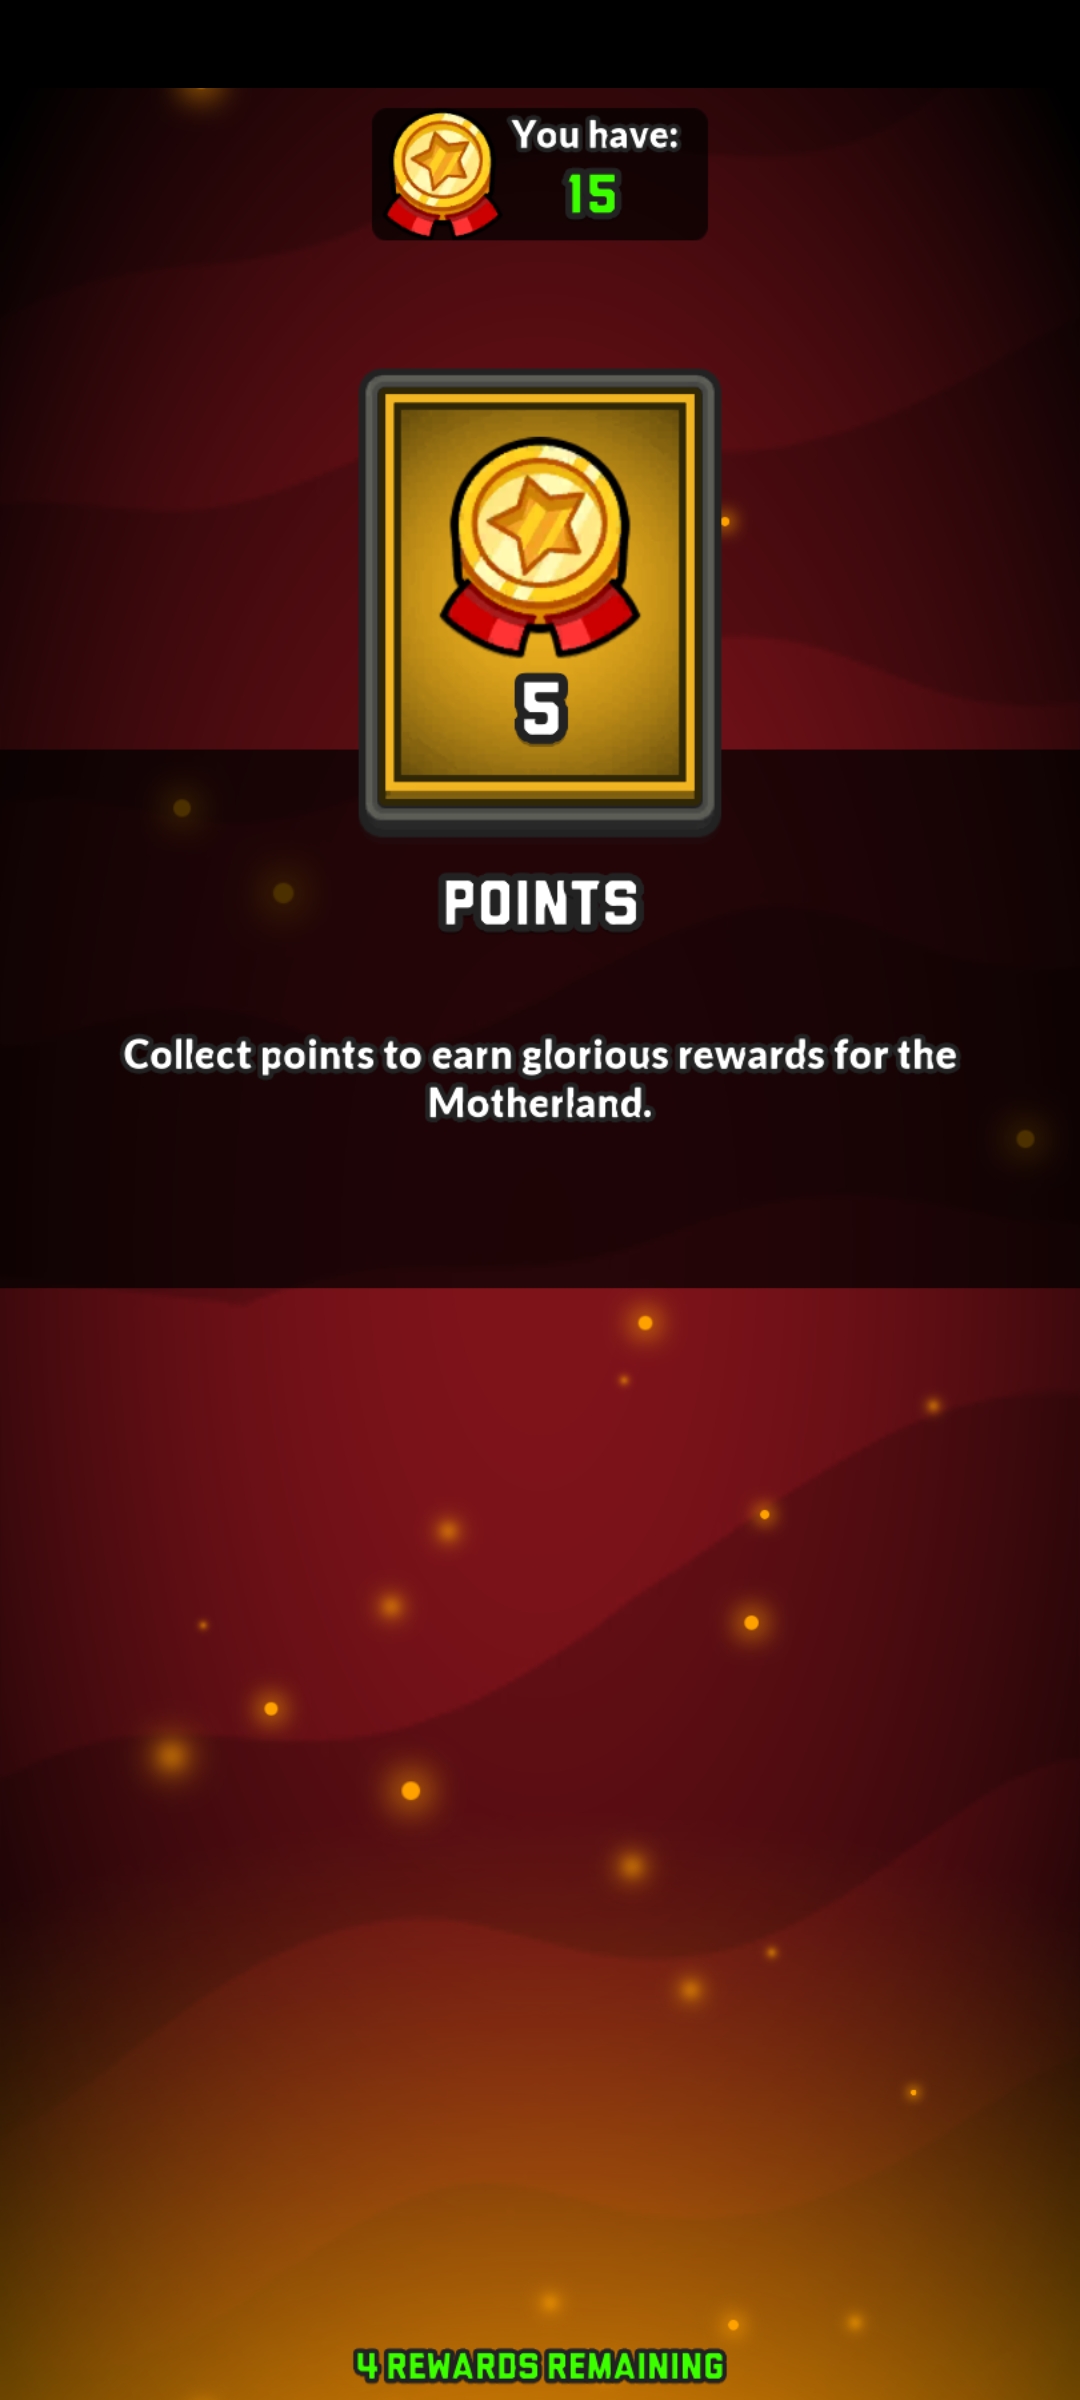 You have:
15
5
POINTS
Collect points to earn glorious rewards for the
Motherland.
4 REWARDS REMAINING